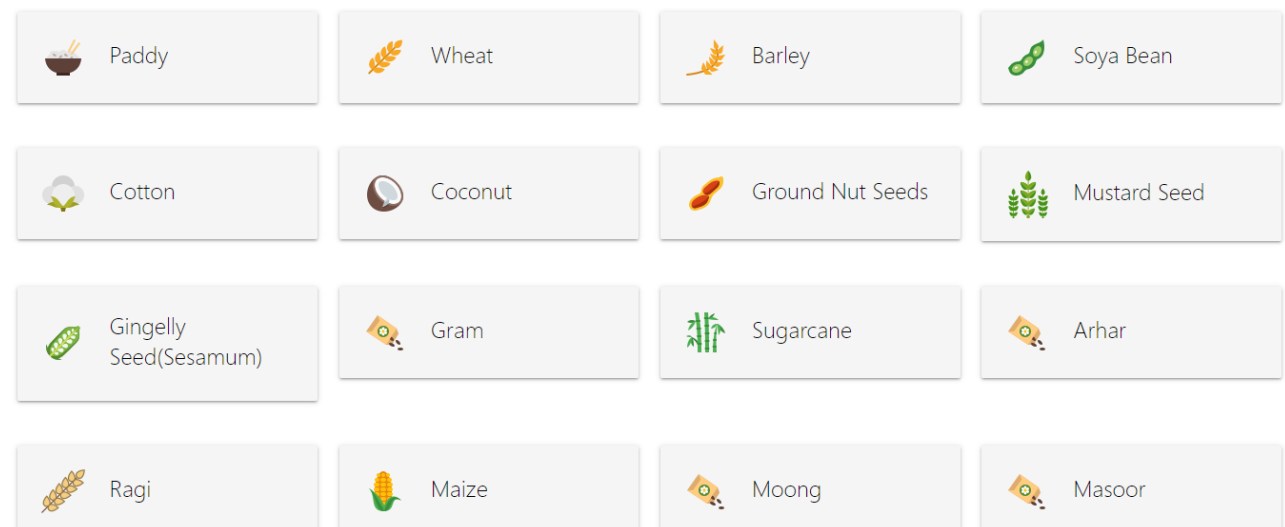 Paddy
Wheat
Barley
Soya Bean
Cotton
Coconut
Ground Nut Seeds
Mustard Seed
Gingelly
Seed(Sesamum)
Gram
Sugarcane
Arhar
Ragi
Maize
Moong
Masoor